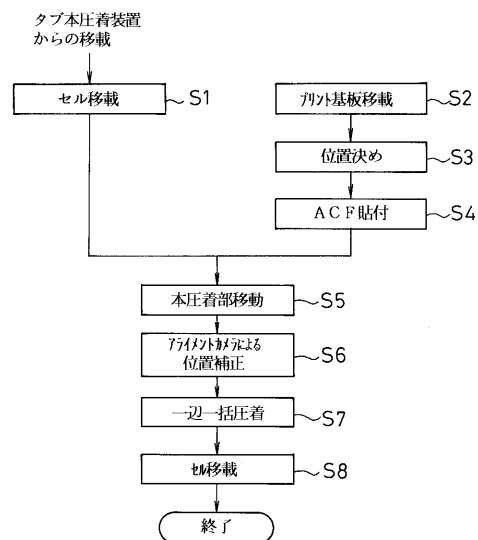 タブ本圧着装置
からの移載
セル移載 S1
プリント基板移載 S2
位置決め S3
ACF貼付 S4
本圧着部移動 S5
アライメントカメラによる
位置補正 S6
一辺一括圧着 S7
セル移載 S8
終了